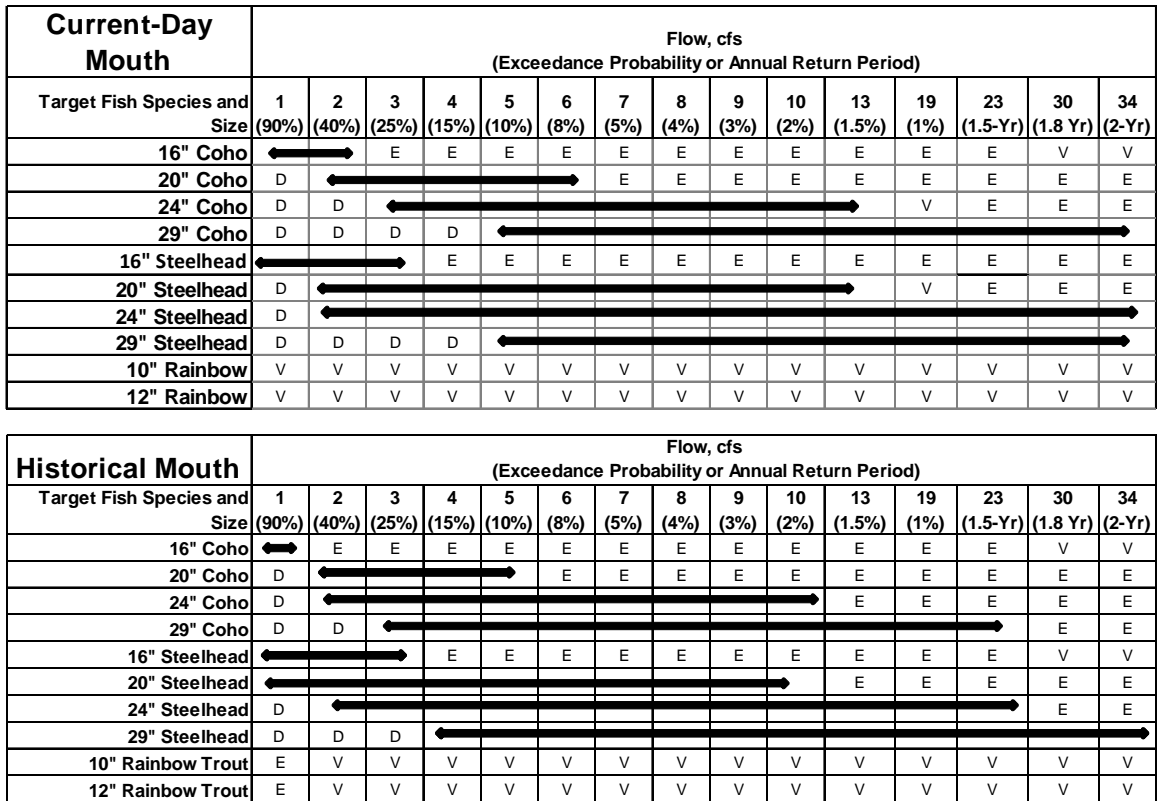 Current-Day
Mouth
Flow, cfs
(Exceedance Probability or Annual Return Period)
Target Fish Species and 1 2 3 4 5 6 7 8 9 10 13 19 23 30 34
Size (90%) (40%) (25%) (15%) (10%) (8%) (5%) (4%) (3%) (2%) (1.5%) (1%) (1.5-Yr) (1.8 Yr) (2-Yr)
16" Coho E E E E E E E E E E E V V
20" Coho D E E E E E E E E E
24" Coho D D V E E E
29" Coho D D D D
16" Steelhead E E E E E E E E E E E E
20" Steelhead D V E E E
24" Steelhead D
29" Steelhead D D D D
10" Rainbow V V V V V V V V V V V V V V V
12" Rainbow V V V V V V V V V V V V V V V
Historical Mouth
Flow, cfs
(Exceedance Probability or Annual Return Period)
Target Fish Species and 1 2 3 4 5 6 7 8 9 10 13 19 23 30 34
Size (90%) (40%) (25%) (15%) (10%) (8%) (5%) (4%) (3%) (2%) (1.5%) (1%) (1.5-Yr) (1.8 Yr) (2-Yr)
16" Coho E E E E E E E E E E E E V V
20" Coho D E E E E E E E E E E
24" Coho D E E E E E
29" Coho D D E E
16" Steelhead E E E E E E E E E E V V
20" Steelhead E E E E E
24" Steelhead D E E
29" Steelhead D D D
10" Rainbow Trout E V V V V V V V V V V V V V V
12" Rainbow Trout E V V V V V V V V V V V V V V